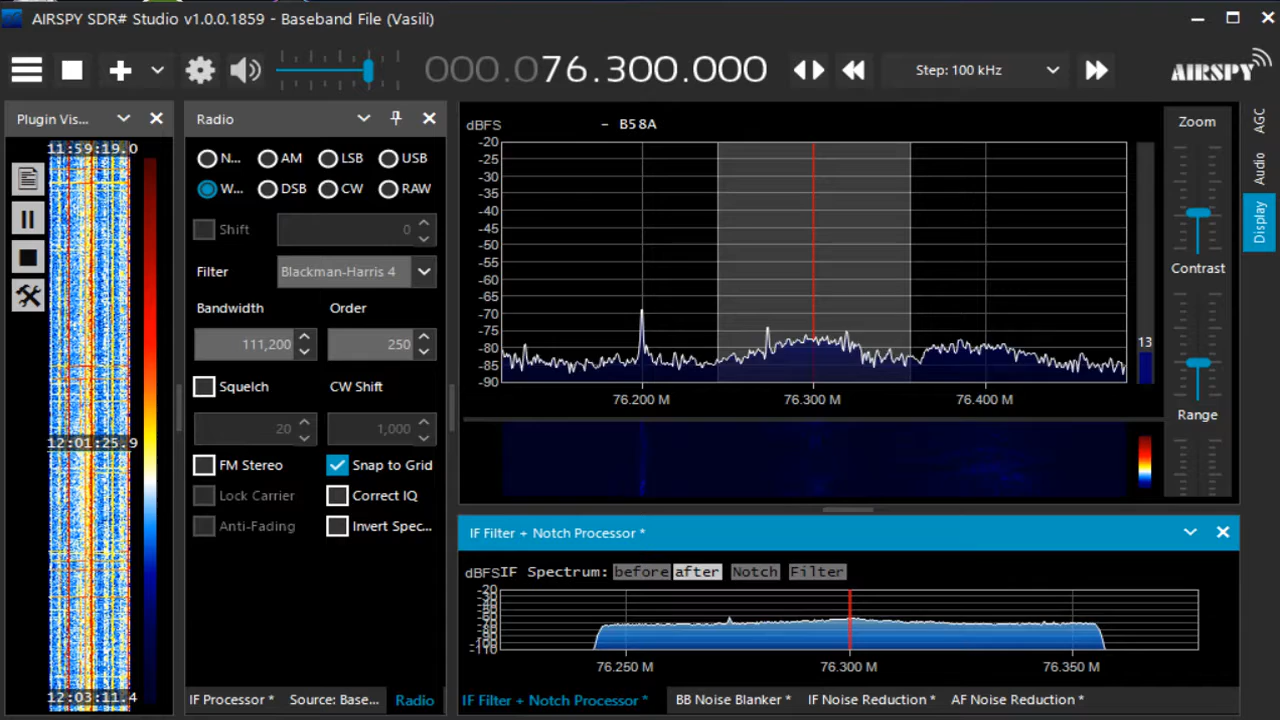 AIRSPY SDR# Studio v1.0.0.1859 - Baseband File (Vasili)
000.076.300.000
Step: 100 kHz
AIRSPY
Plugin Vis...
11:59:19.0
12:01:25.9
12:03:11.4
Radio
N... AM LSB USB
W... DSB CW RAW
Shift 0
Filter Blackman-Harris 4
Bandwidth Order
111,200 250
Squelch CW Shift
20 1,000
FM Stereo Snap to Grid
Lock Carrier Correct IQ
Anti-Fading Invert Spec...
IF Processor * Source: Base... Radio
dBFS – B58A
-20
-25
-30
-35
-40
-45
-50
-55
-60
-65
-70
-75
-80
-85
-90
76.200 M 76.300 M 76.400 M
13
Zoom
Contrast
Range
AGC
Audio
Display
IF Filter + Notch Processor *
dBFS IF Spectrum: before after Notch Filter
-20
-110
76.250 M 76.300 M 76.350 M
IF Filter + Notch Processor * BB Noise Blanker * IF Noise Reduction * AF Noise Reduction *